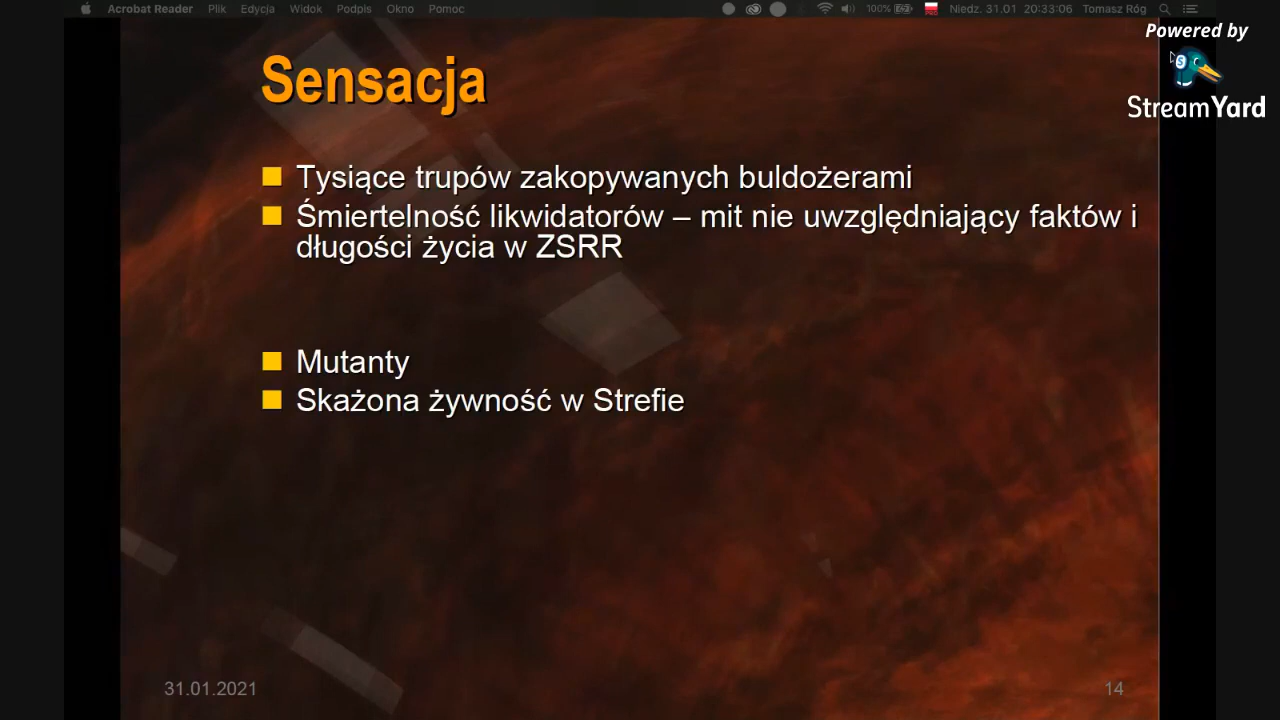 Acrobat Reader Plik Edycja Widok Podpis Okno Pomoc 100% Niedz. 31.01 20:33:06 Tomasz Róg
Powered by
StreamYard
Sensacja
Tysiące trupów zakopywanych buldożerami
Śmiertelność likwidatorów – mit nie uwzględniający faktów i
długości życia w ZSRR
Mutanty
Skażona żywność w Strefie
31.01.2021
14